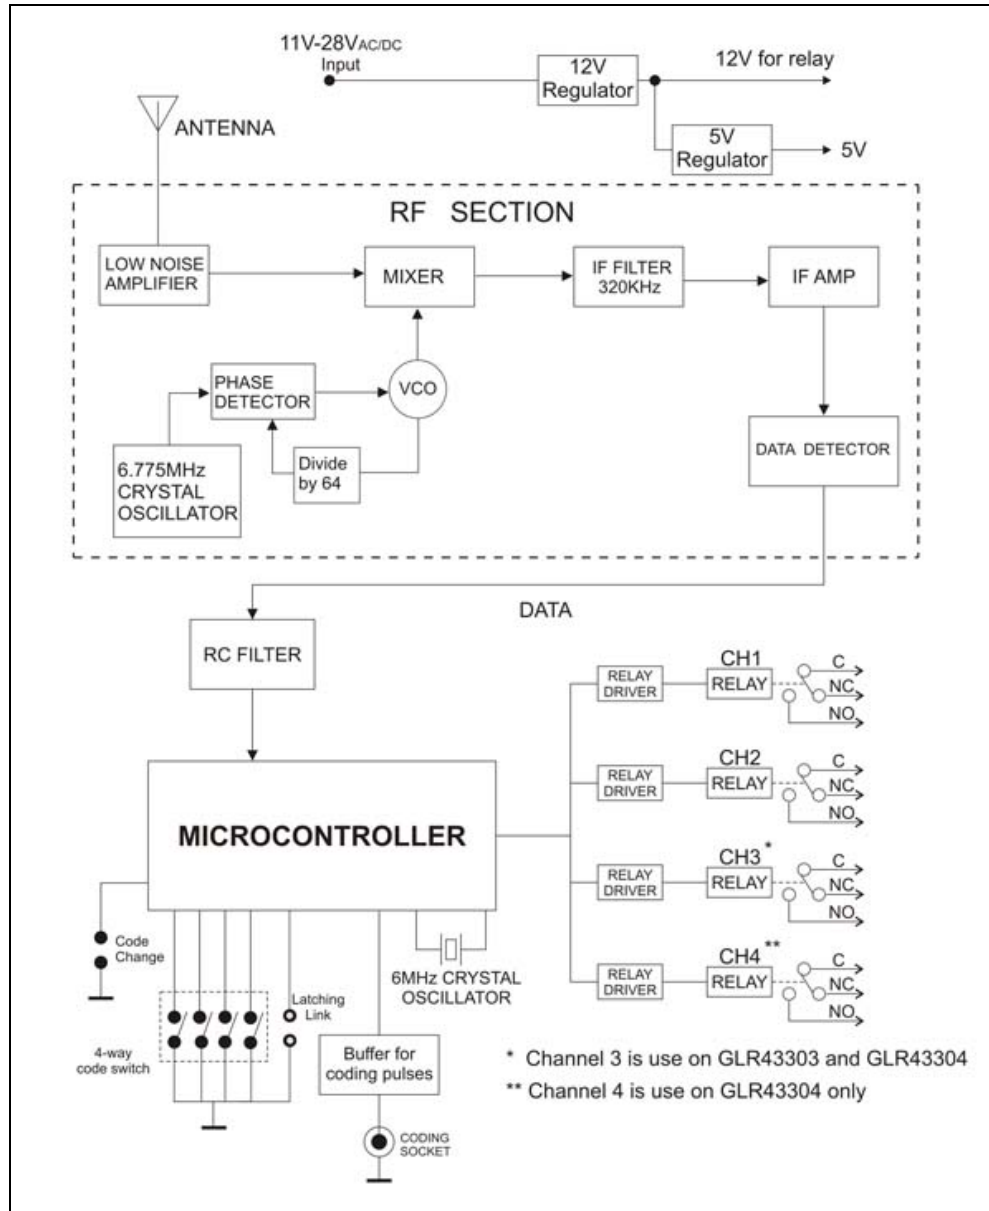 11V-28VAC/DC
Input
12V
Regulator
12V for relay
5V
Regulator
5V
ANTENNA
RF SECTION
LOW NOISE
AMPLIFIER
MIXER
IF FILTER
320KHz
IF AMP
PHASE
DETECTOR
VCO
6.775MHz
CRYSTAL
OSCILLATOR
Divide
by 64
DATA DETECTOR
DATA
RC FILTER
MICROCONTROLLER
RELAY
DRIVER
CH1
RELAY
C
NC
NO
RELAY
DRIVER
CH2
RELAY
C
NC
NO
RELAY
DRIVER
CH3 *
RELAY
C
NC
NO
RELAY
DRIVER
CH4 **
RELAY
C
NC
NO
Code
Change
4-way
code switch
Latching
Link
6MHz CRYSTAL
OSCILLATOR
Buffer for
coding pulses
CODING
SOCKET
* Channel 3 is use on GLR43303 and GLR43304
** Channel 4 is use on GLR43304 only